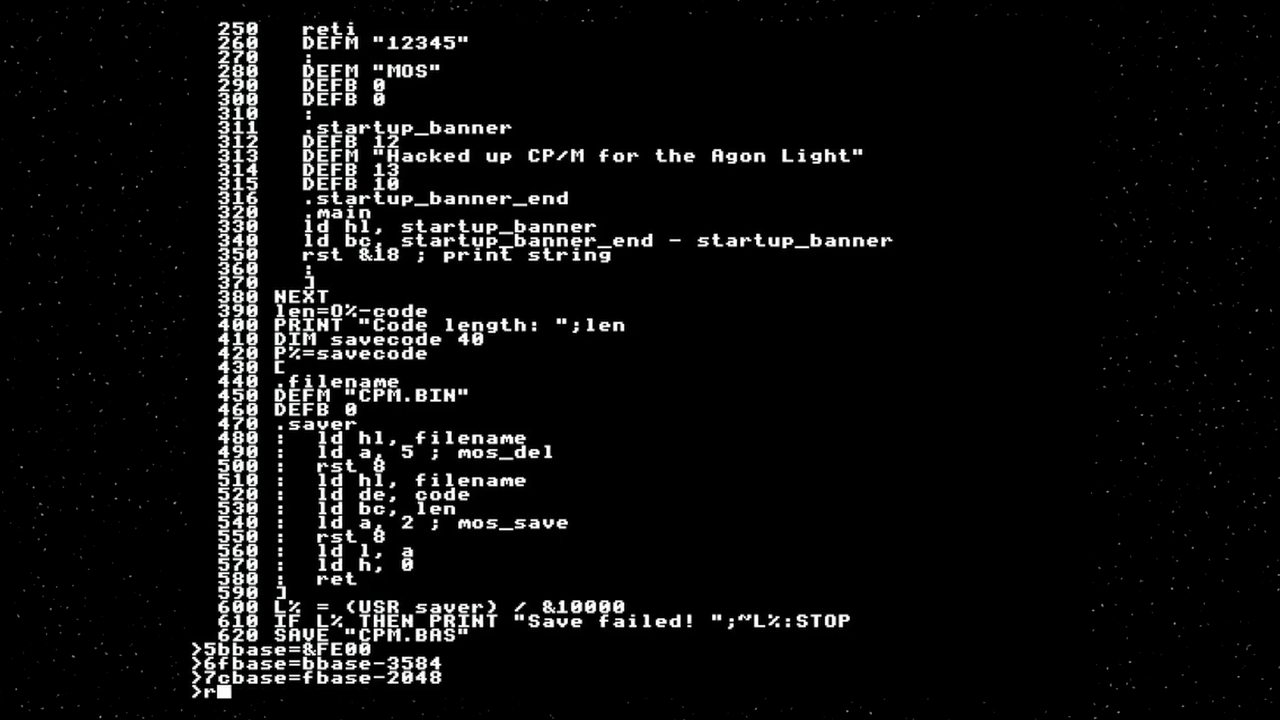 250   reti
260   DEFM "12345"
270   :
280   DEFM "MOS"
290   DEFB 0
300   DEFB 0
310   :
311   .startup_banner
312   DEFB 12
313   DEFM "Hacked up CP/M for the Agon Light"
314   DEFB 13
315   DEFB 10
316   .startup_banner_end
320   .main
330   ld hl, startup_banner
340   ld bc, startup_banner_end - startup_banner
350   rst &18 ; print string
360   :
370   ]
380 NEXT
390 len=O%-code
400 PRINT "Code length: ";len
410 DIM savecode 40
420 P%=savecode
430 [
440 .filename
450 DEFM "CPM.BIN"
460 DEFB 0
470 .saver
480 :  ld hl, filename
490 :  ld a, 5 ; mos_del
500 :  rst 8
510 :  ld hl, filename
520 :  ld de, code
530 :  ld bc, len
540 :  ld a, 2 ; mos_save
550 :  rst 8
560 :  ld l, a
570 :  ld h, 0
580 :  ret
590 ]
600 L% = (USR saver) / &10000
610 IF L% THEN PRINT "Save failed! ";~L%:STOP
620 SAVE "CPM.BAS"
>5bbase=&FE00
>6fbase=bbase-3584
>7cbase=fbase-2048
>r